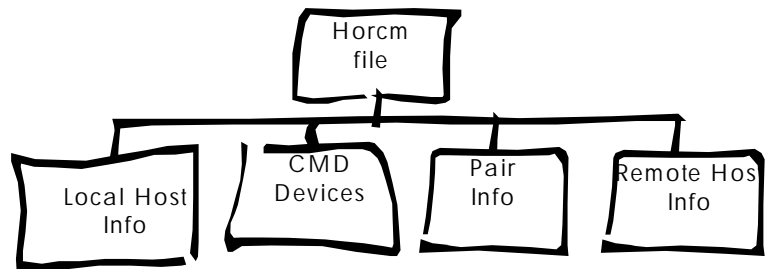 Horcm
file
Local Host
Info
CMD
Devices
Pair
Info
Remote Hos
Info